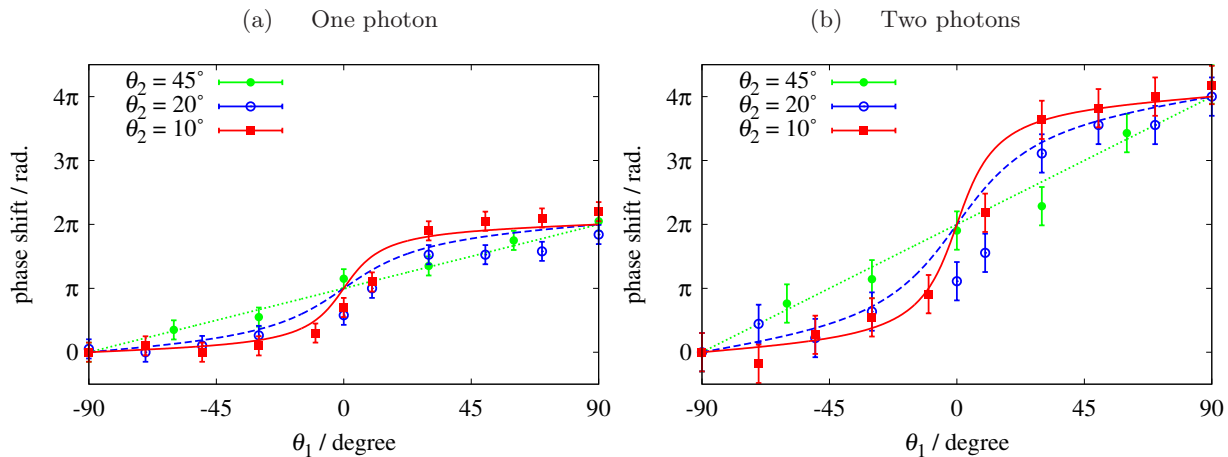 (a) One photon
phase shift / rad.
4π
3π
2π
π
0
θ₂ = 45°
θ₂ = 20°
θ₂ = 10°
-90 -45 0 45 90
θ₁ / degree
(b) Two photons
phase shift / rad.
4π
3π
2π
π
0
θ₂ = 45°
θ₂ = 20°
θ₂ = 10°
-90 -45 0 45 90
θ₁ / degree